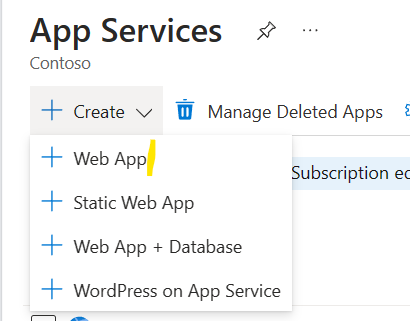 App Services
Contoso
Create
Manage Deleted Apps
Web App
Subscription
Static Web App
Web App + Database
WordPress on App Service